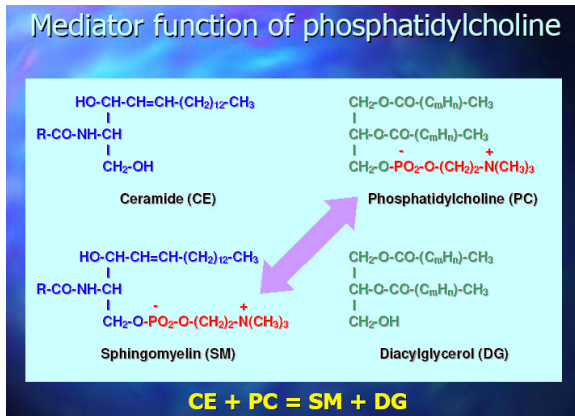 Mediator function of phosphatidylcholine
HO-CH-CH=CH-(CH₂)₁₂-CH₃
R-CO-NH-CH
CH₂-OH
Ceramide (CE)
CH₂-O-CO-(CₘHₙ)-CH₃
CH-O-CO-(CₘHₙ)-CH₃
- +
CH₂-O-PO₂-O-(CH₂)₂-N(CH₃)₃
Phosphatidylcholine (PC)
HO-CH-CH=CH-(CH₂)₁₂-CH₃
R-CO-NH-CH
- +
CH₂-O-PO₂-O-(CH₂)₂-N(CH₃)₃
Sphingomyelin (SM)
CH₂-O-CO-(CₘHₙ)-CH₃
CH-O-CO-(CₘHₙ)-CH₃
CH₂-OH
Diacylglycerol (DG)
CE + PC = SM + DG